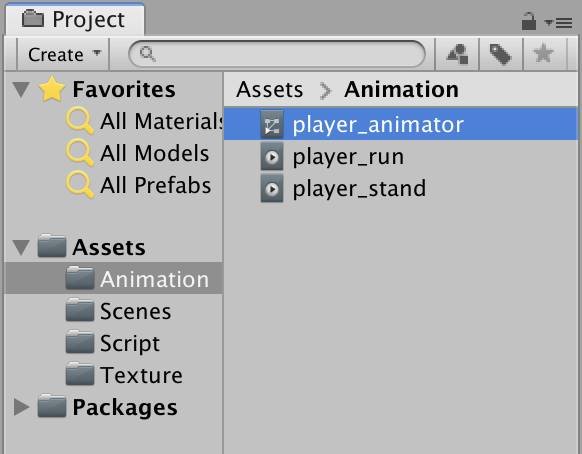 Project
Create
Favorites
All Materials
All Models
All Prefabs
Assets
Animation
Scenes
Script
Texture
Packages
Assets > Animation
player_animator
player_run
player_stand